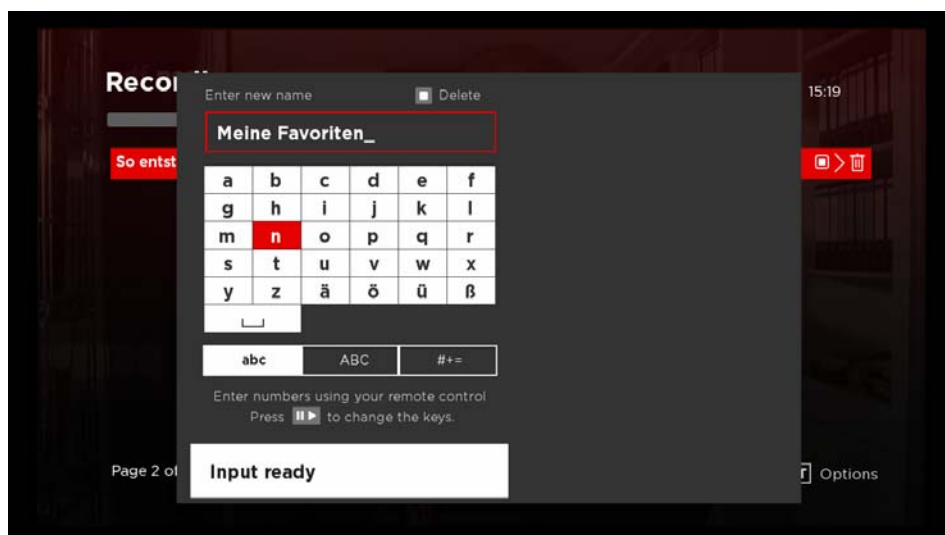 Recor
15:19
Enter new name
Delete
Meine Favoriten_
So entst
a b c d e f
g h i j k l
m n o p q r
s t u v w x
y z ä ö ü ß
abc ABC #+=
Enter numbers using your remote control
Press to change the keys.
Page 2 of
Input ready
Options